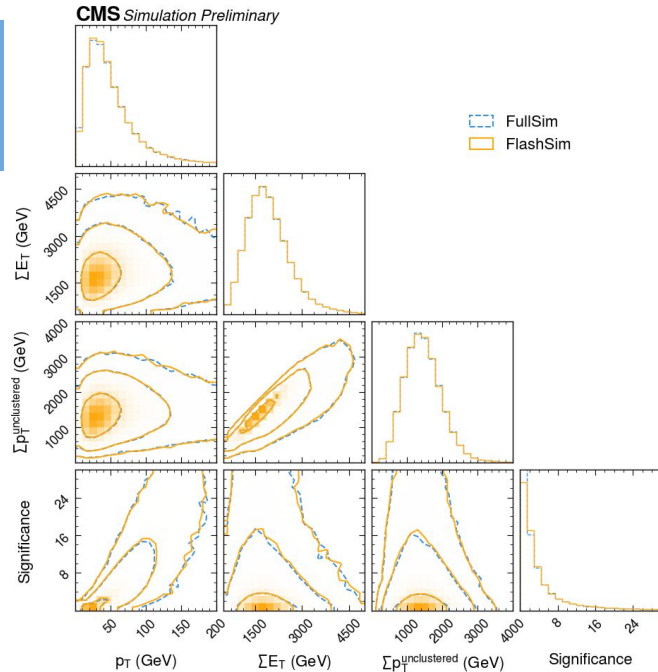 CMS Simulation Preliminary
FullSim
FlashSim
4500
3000
1500
ΣE_T (GeV)
4000
3000
2000
1000
Σp_T^unclustered (GeV)
24
16
8
Significance
50
100
150
200
p_T (GeV)
1500
3000
4500
ΣE_T (GeV)
1000
2000
3000
4000
Σp_T^unclustered (GeV)
8
16
24
Significance